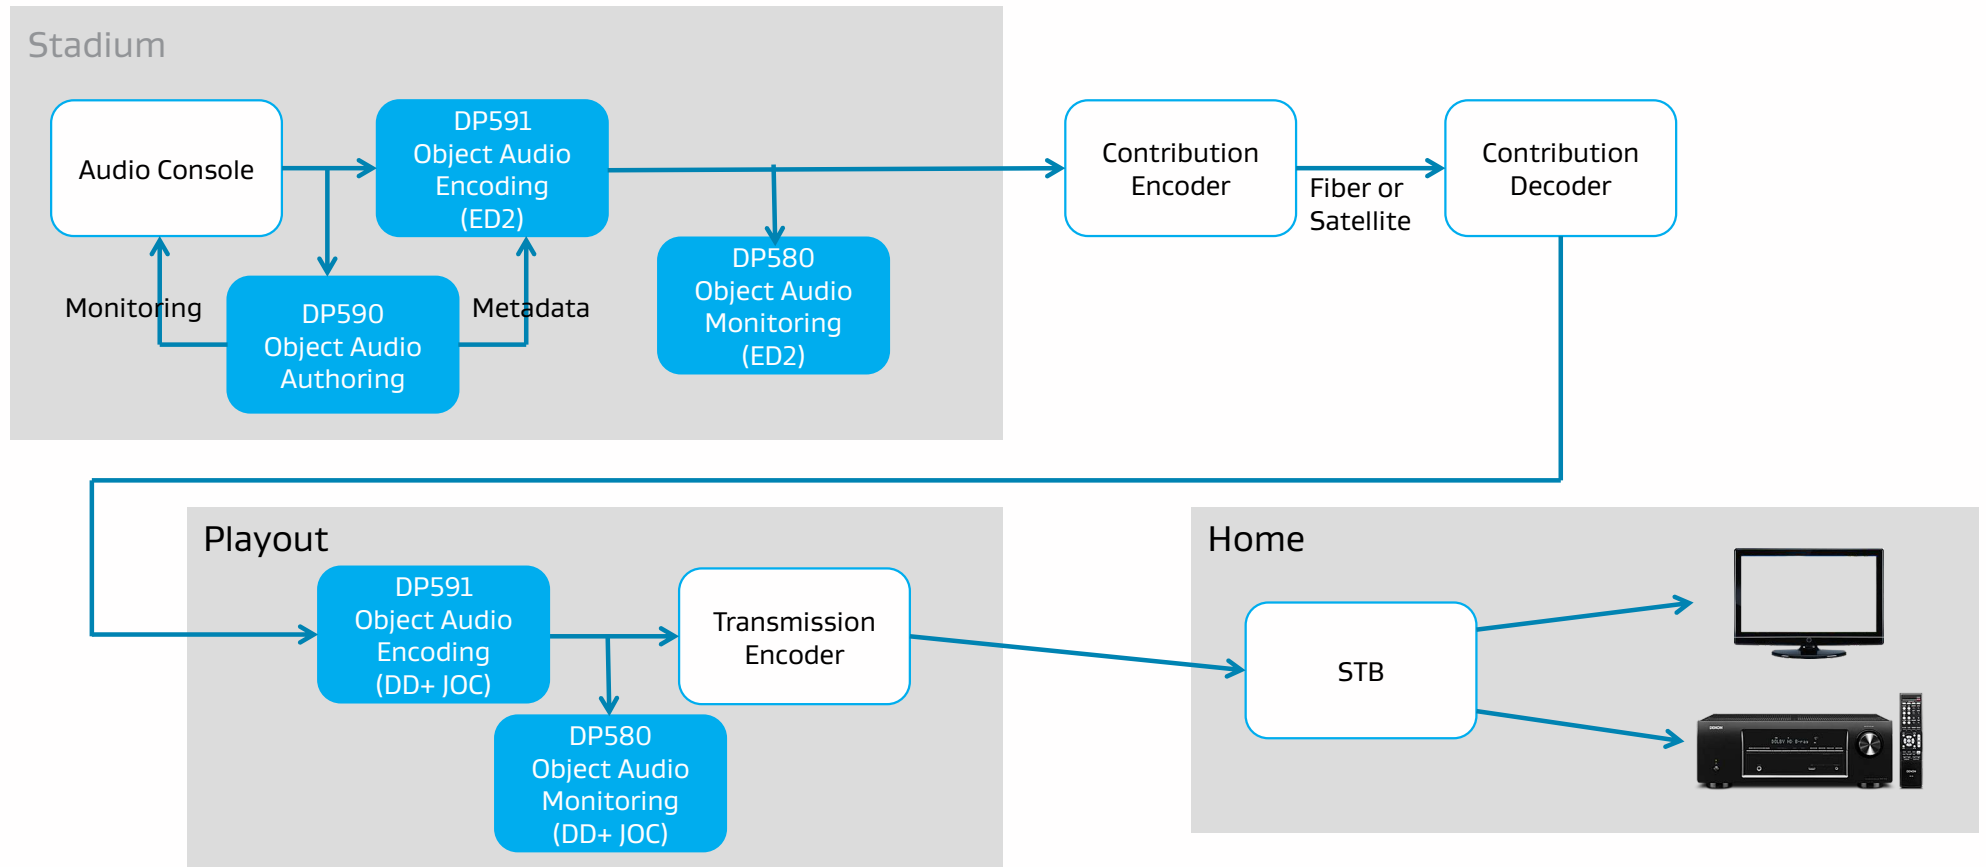 Stadium
Audio Console
DP591
Object Audio
Encoding
(ED2)
Monitoring
DP590
Object Audio
Authoring
Metadata
DP580
Object Audio
Monitoring
(ED2)
Contribution
Encoder
Fiber or
Satellite
Contribution
Decoder
Playout
DP591
Object Audio
Encoding
(DD+ JOC)
DP580
Object Audio
Monitoring
(DD+ JOC)
Transmission
Encoder
Home
STB
DENON